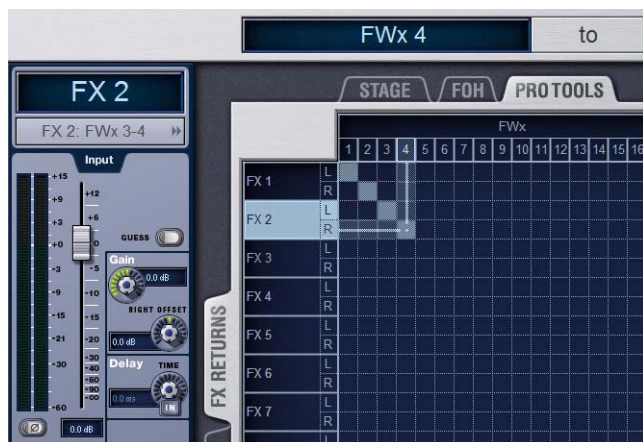 FWx 4 to
FX 2
FX 2: FWx 3-4
STAGE FOH PRO TOOLS
FWx
1 2 3 4 5 6 7 8 9 10 11 12 13 14 15 16
Input
FX 1 L
R
FX 2 L
R
FX 3 L
R
FX 4 L
R
FX 5 L
R
FX 6 L
R
FX 7 L
R
FX RETURNS
+15
+9
+3
+0
-3
-9
-15
-21
-30
-60
+12
+6
0
-5
-10
-15
-20
-30
-40
-60
-90
-oo
GUESS
Gain
0.0 dB
RIGHT OFFSET
0.0 dB
Delay TIME
0.0 ms
IN
Ø
0.0 dB